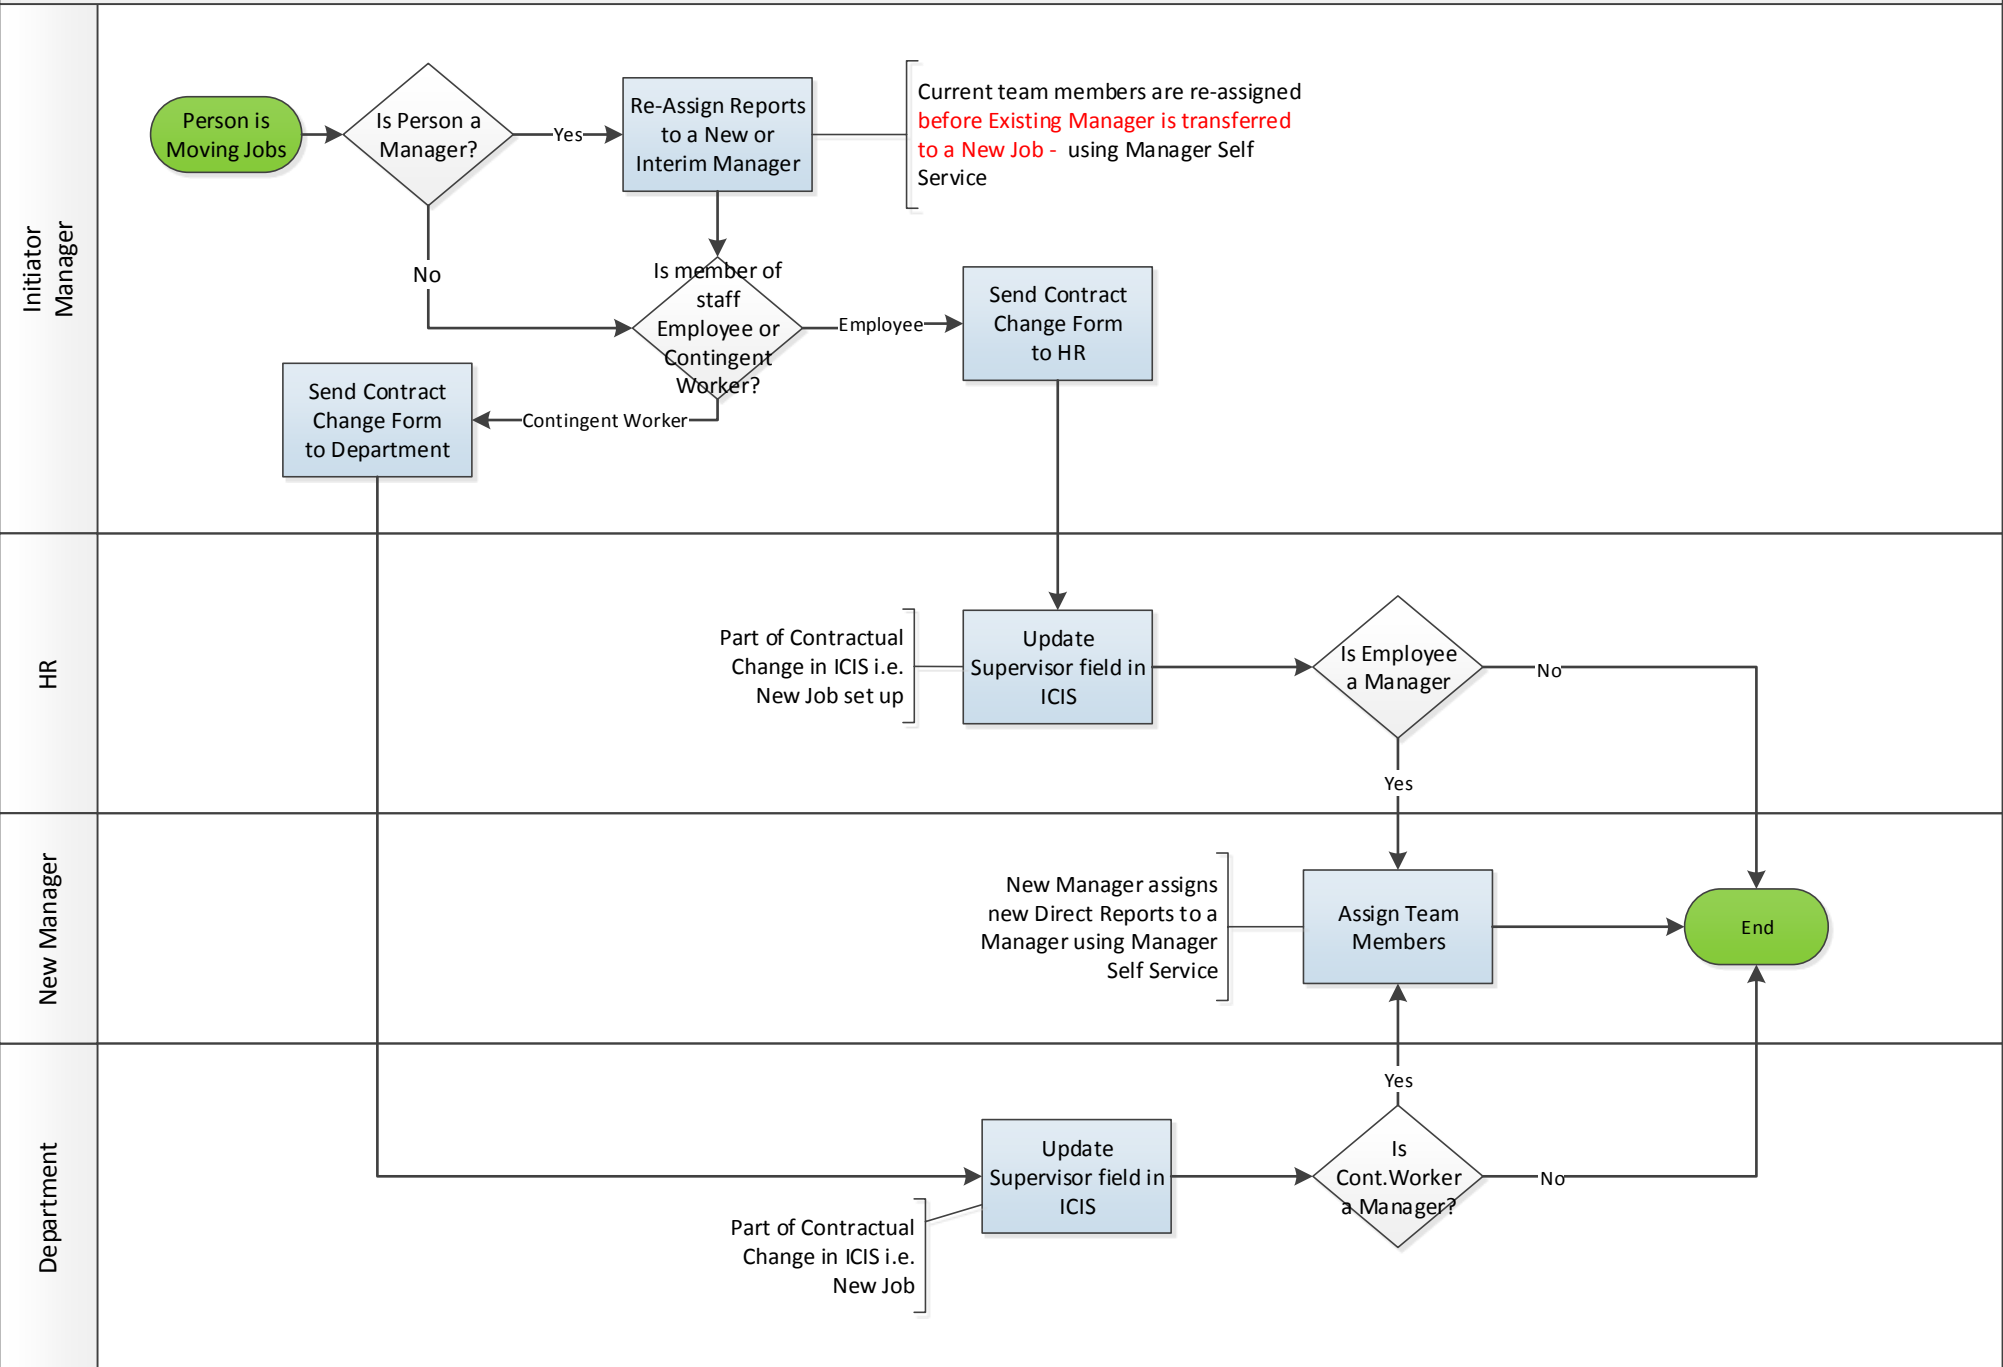 Initiator
Manager
Person is
Moving Jobs
Is Person a
Manager?
Yes
No
Re-Assign Reports
to a New or
Interim Manager
Current team members are re-assigned
before Existing Manager is transferred
to a New Job - using Manager Self
Service
Is member of
staff
Employee or
Contingent
Worker?
Employee
Send Contract
Change Form
to HR
Contingent Worker
Send Contract
Change Form
to Department
HR
Part of Contractual
Change in ICIS i.e.
New Job set up
Update
Supervisor field in
ICIS
Is Employee
a Manager
No
Yes
New Manager
New Manager assigns
new Direct Reports to a
Manager using Manager
Self Service
Assign Team
Members
End
Department
Yes
Update
Supervisor field in
ICIS
Is
Cont.Worker
a Manager?
No
Part of Contractual
Change in ICIS i.e.
New Job